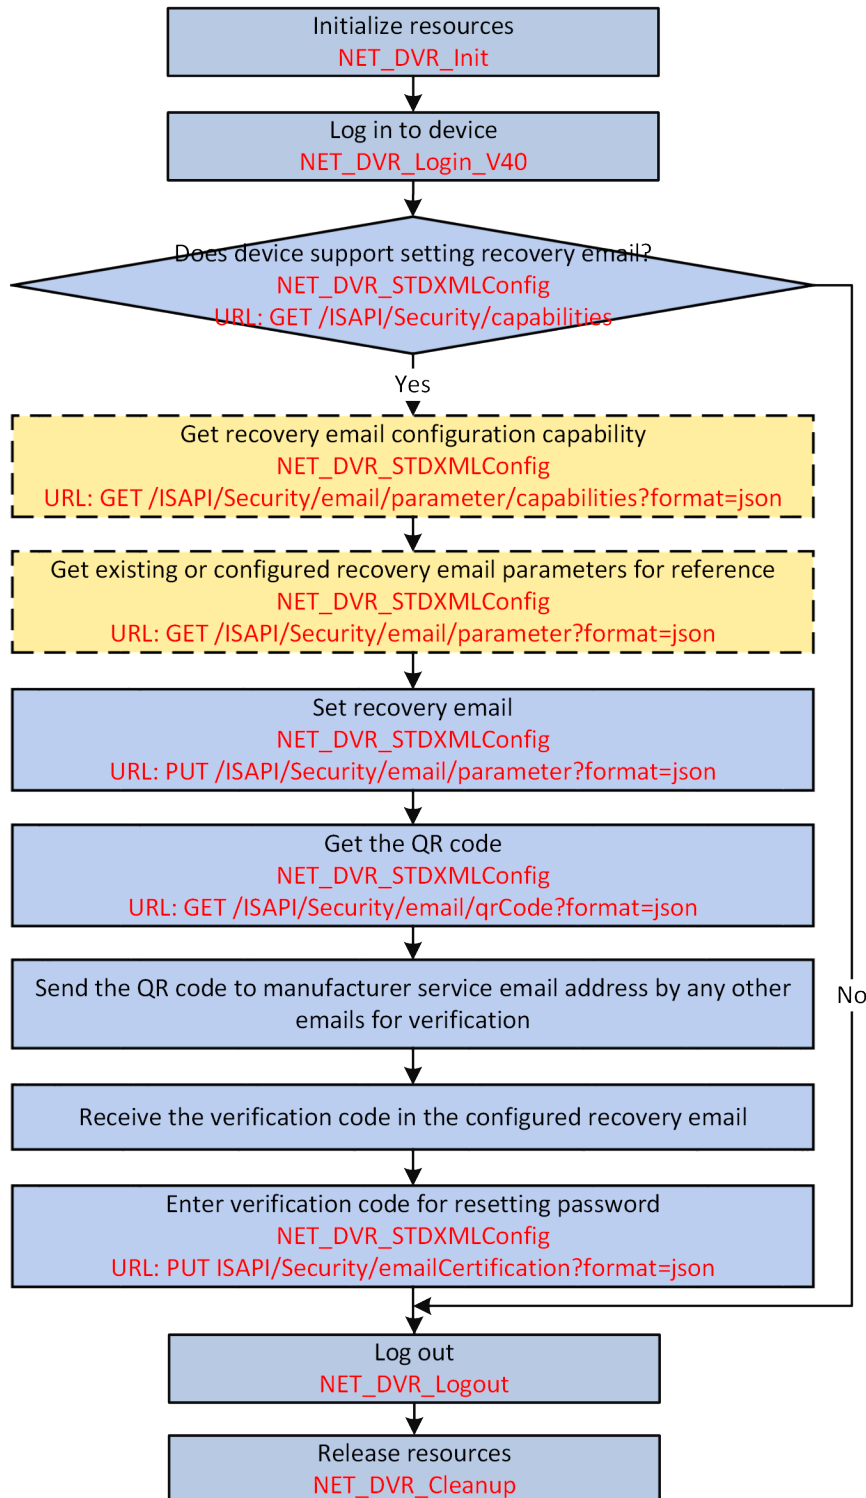 Initialize resources
NET_DVR_Init
Log in to device
NET_DVR_Login_V40
Does device support setting recovery email?
NET_DVR_STDXMLConfig
URL: GET /ISAPI/Security/capabilities
Yes
Get recovery email configuration capability
NET_DVR_STDXMLConfig
URL: GET /ISAPI/Security/email/parameter/capabilities?format=json
Get existing or configured recovery email parameters for reference
NET_DVR_STDXMLConfig
URL: GET /ISAPI/Security/email/parameter?format=json
Set recovery email
NET_DVR_STDXMLConfig
URL: PUT /ISAPI/Security/email/parameter?format=json
Get the QR code
NET_DVR_STDXMLConfig
URL: GET /ISAPI/Security/email/qrCode?format=json
Send the QR code to manufacturer service email address by any other
emails for verification
No
Receive the verification code in the configured recovery email
Enter verification code for resetting password
NET_DVR_STDXMLConfig
URL: PUT ISAPI/Security/emailCertification?format=json
Log out
NET_DVR_Logout
Release resources
NET_DVR_Cleanup